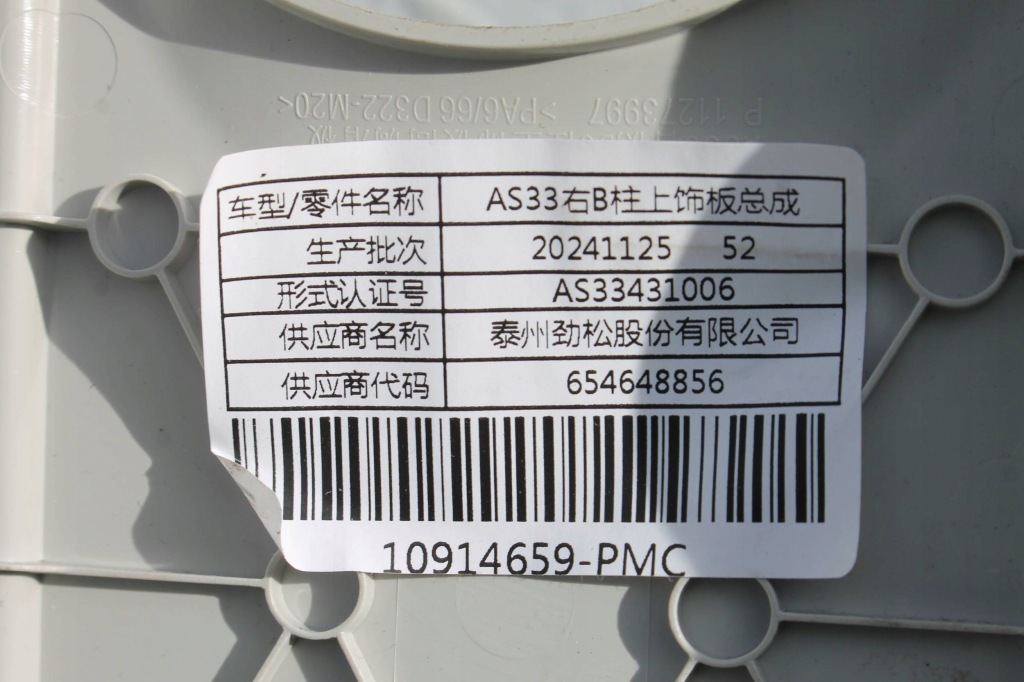 P 11273997 >PA6/66 D322-M20<
车型/零件名称 AS33右B柱上饰板总成
生产批次 20241125 52
形式认证号 AS33431006
供应商名称 泰州劲松股份有限公司
供应商代码 654648856
10914659-PMC